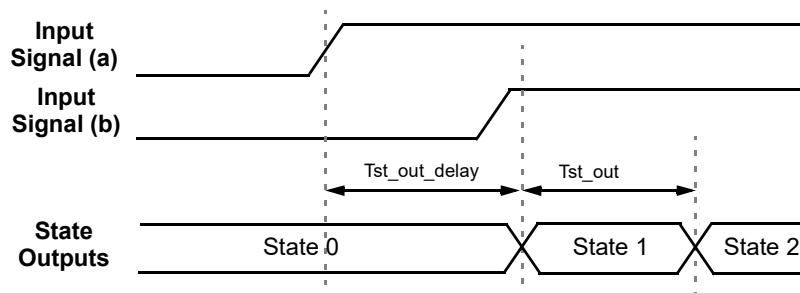 Input
Signal (a)
Input
Signal (b)
Tst_out_delay
Tst_out
State
Outputs
State 0
State 1
State 2